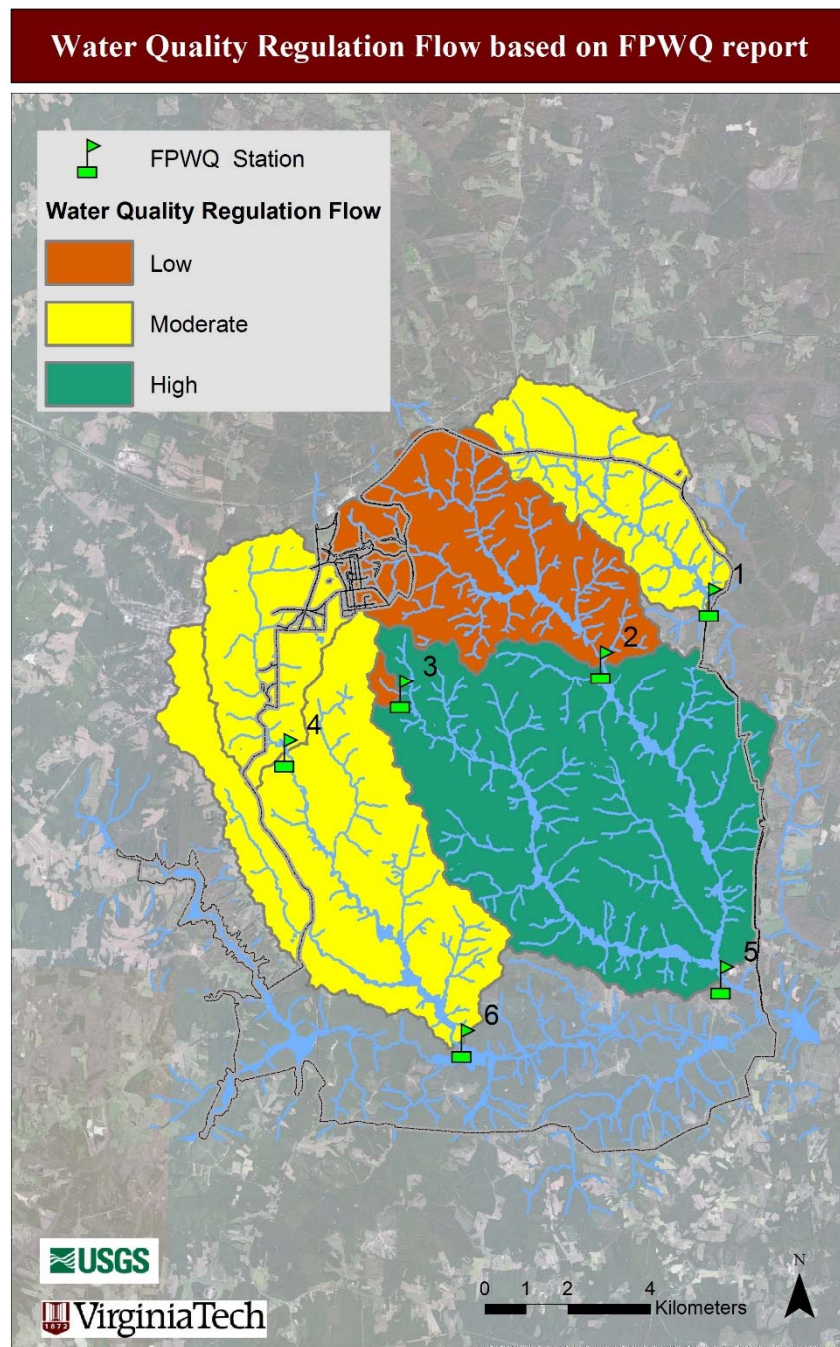 Water Quality Regulation Flow based on FPWQ report
FPWQ Station
Water Quality Regulation Flow
Low
Moderate
High
1
2
3
4
5
6
USGS
1872
VirginiaTech
N
0 1 2 4
Kilometers